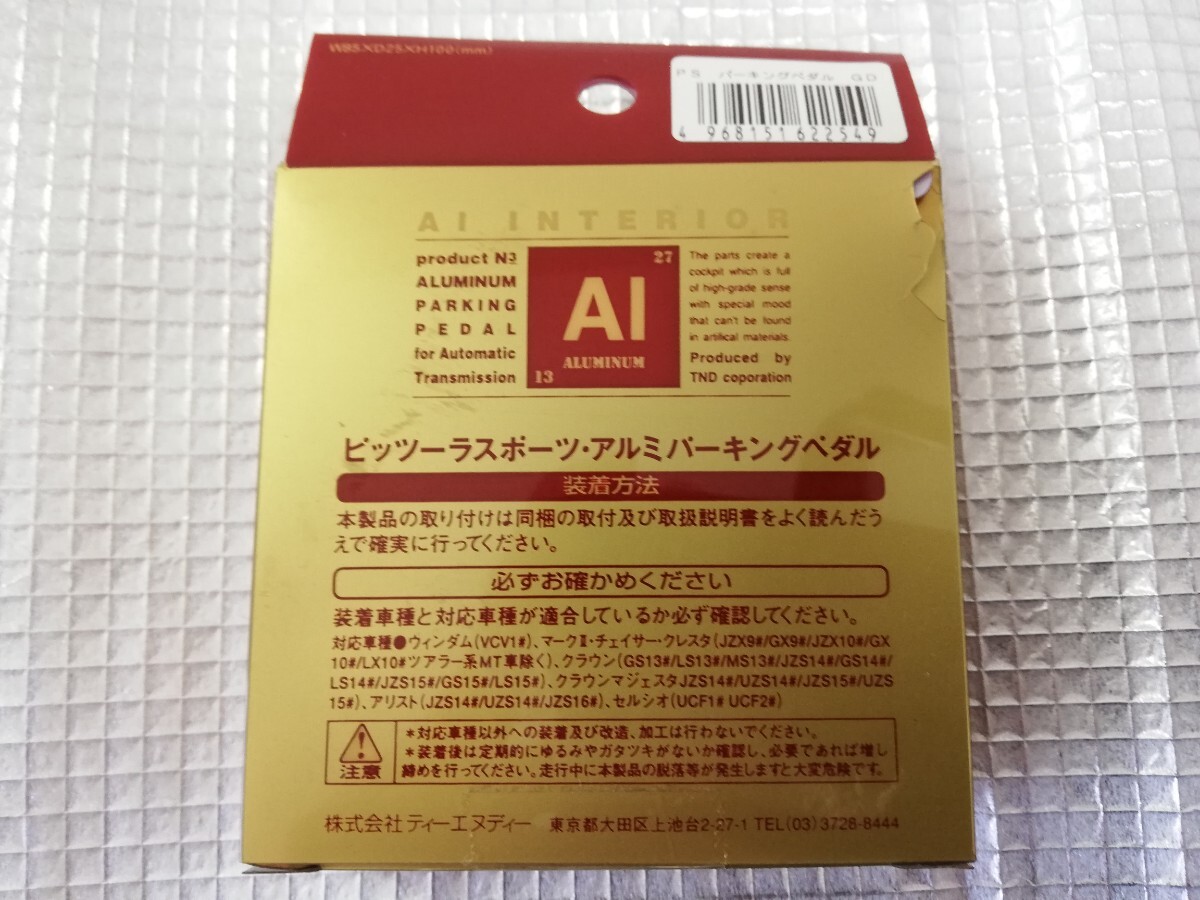 W85×D25×H100(mm)
PS パーキングペダル GD
4 968151 622549
AI INTERIOR
product N3
ALUMINUM
PARKING
PEDAL
for Automatic
Transmission
27
AI
ALUMINUM
13
The parts create a
cockpit which is full
of high-grade sense
with special mood
that can't be found
in artifical materials.
Produced by
TND coporation
ピッツーラスポーツ・アルミパーキングペダル
装着方法
本製品の取り付けは同梱の取付及び取扱説明書をよく読んだう
えで確実に行ってください。
必ずお確かめください
装着車種と対応車種が適合しているか必ず確認してください。
対応車種●ウィンダム(VCV1#)、マークⅡ・チェイサー・クレスタ(JZX9#/GX9#/JZX10#/GX
10#/LX10#ツアラー系MT車除く)、クラウン(GS13#/LS13#/MS13#/JZS14#/GS14#/
LS14#/JZS15#/GS15#/LS15#)、クラウンマジェスタJZS14#/UZS14#/JZS15#/UZS
15#)、アリスト(JZS14#/UZS14#/JZS16#)、セルシオ(UCF1# UCF2#)
注意
*対応車種以外への装着及び改造、加工は行わないでください。
*装着後は定期的にゆるみやガタツキがないか確認し、必要であれば増し
締めを行ってください。走行中に本製品の脱落等が発生しますと大変危険です。
株式会社ティーエヌディー 東京都大田区上池台2-27-1 TEL(03)3728-8444